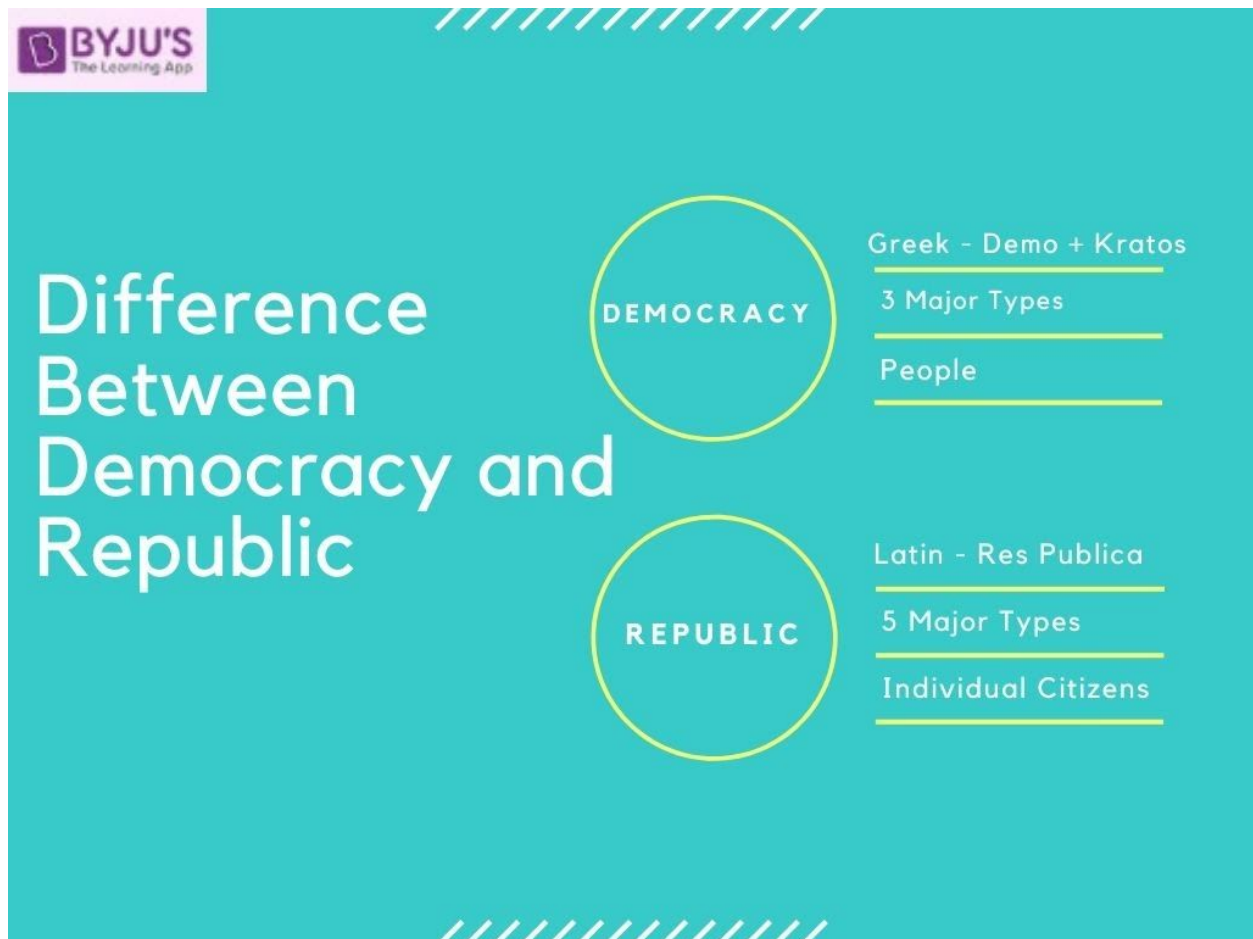 BYJU'S
The Learning App
Difference
Between
Democracy and
Republic
DEMOCRACY
Greek - Demo + Kratos
3 Major Types
People
REPUBLIC
Latin - Res Publica
5 Major Types
Individual Citizens